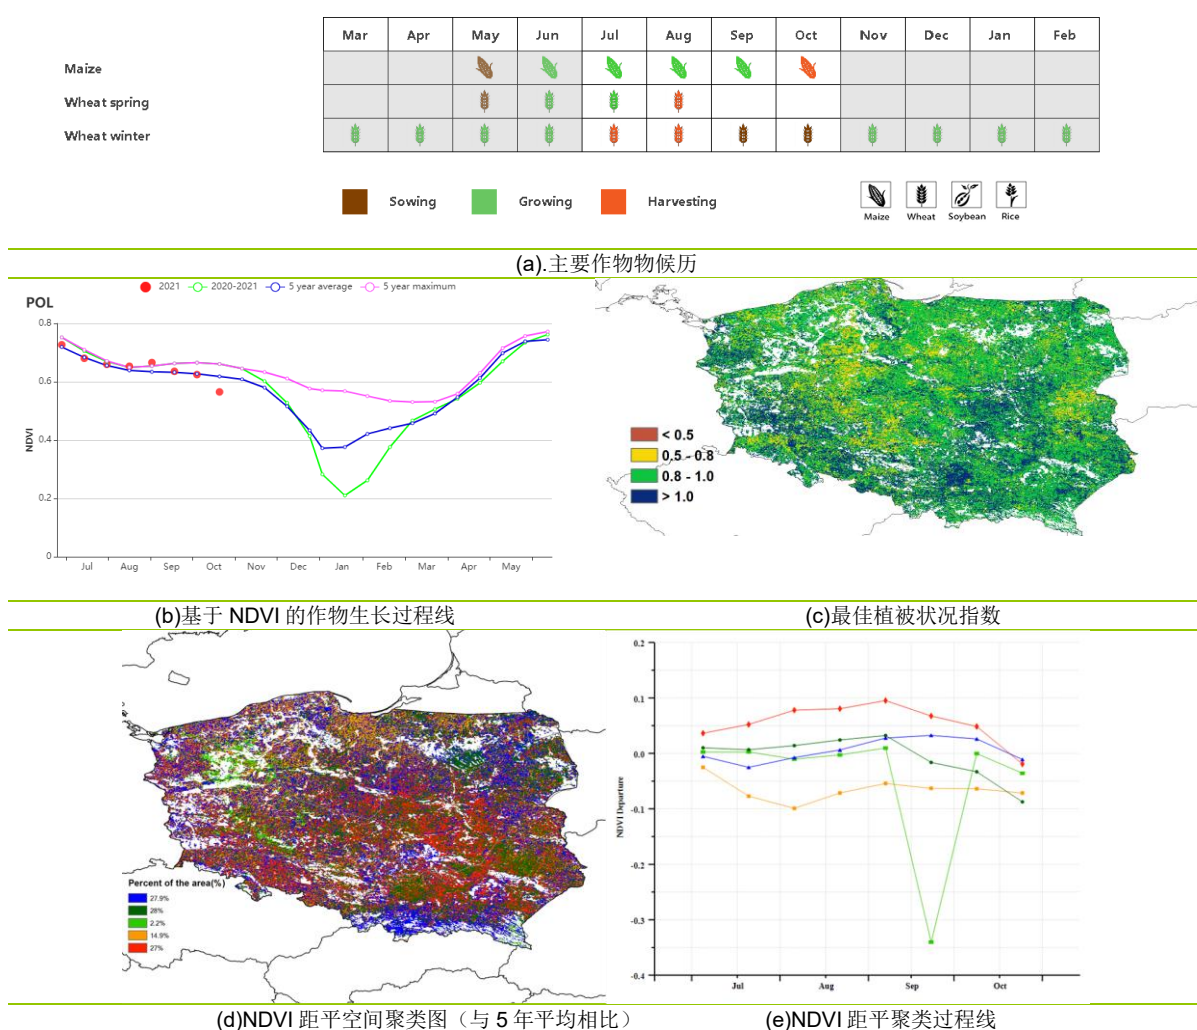 Mar Apr May Jun Jul Aug Sep Oct Nov Dec Jan Feb
Maize
Wheat spring
Wheat winter
Sowing Growing Harvesting
Maize Wheat Soybean Rice
(a).主要作物物候历
2021 2020-2021 5 year average 5 year maximum
POL
0.8
0.6
0.4
0.2
0
NDVI
Jul Aug Sep Oct Nov Dec Jan Feb Mar Apr May
< 0.5
0.5 - 0.8
0.8 - 1.0
> 1.0
(b)基于 NDVI 的作物生长过程线
(c)最佳植被状况指数
Percent of the area(%)
27.9%
28%
2.2%
14.9%
27%
0.2
0.1
0.0
-0.1
-0.2
-0.3
-0.4
NDVI Departure
Jul Aug Sep Oct
(d)NDVI 距平空间聚类图（与 5 年平均相比）
(e)NDVI 距平聚类过程线